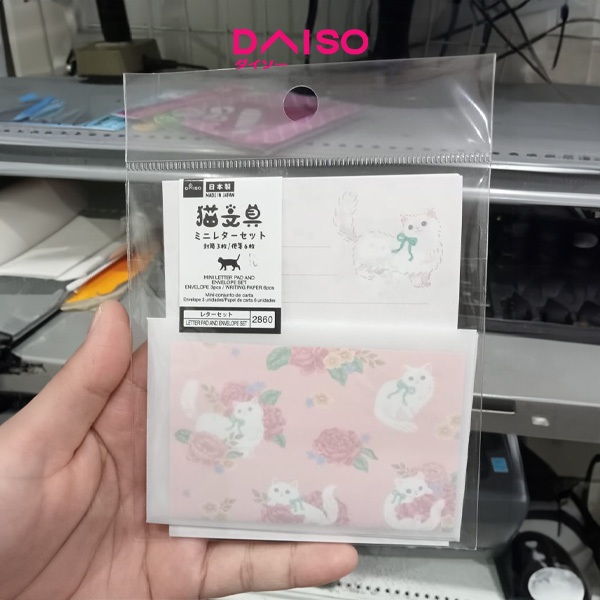 DAISO
ダイソー
DAISO
日本製
MADE IN JAPAN
猫文具
ミニレターセット
封筒3枚/便箋6枚
MINI LETTER PAD AND
ENVELOPE SET
ENVELOPE 3pcs / WRITING PAPER 6pcs
Mini conjunto de carta
Envelope 3 unidades/Papel de carta 6 unidades
レターセット
LETTER PAD AND ENVELOPE SET
2860